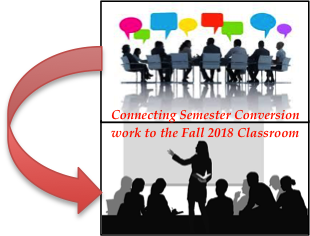 Connecting Semester Conversion
work to the Fall 2018 Classroom